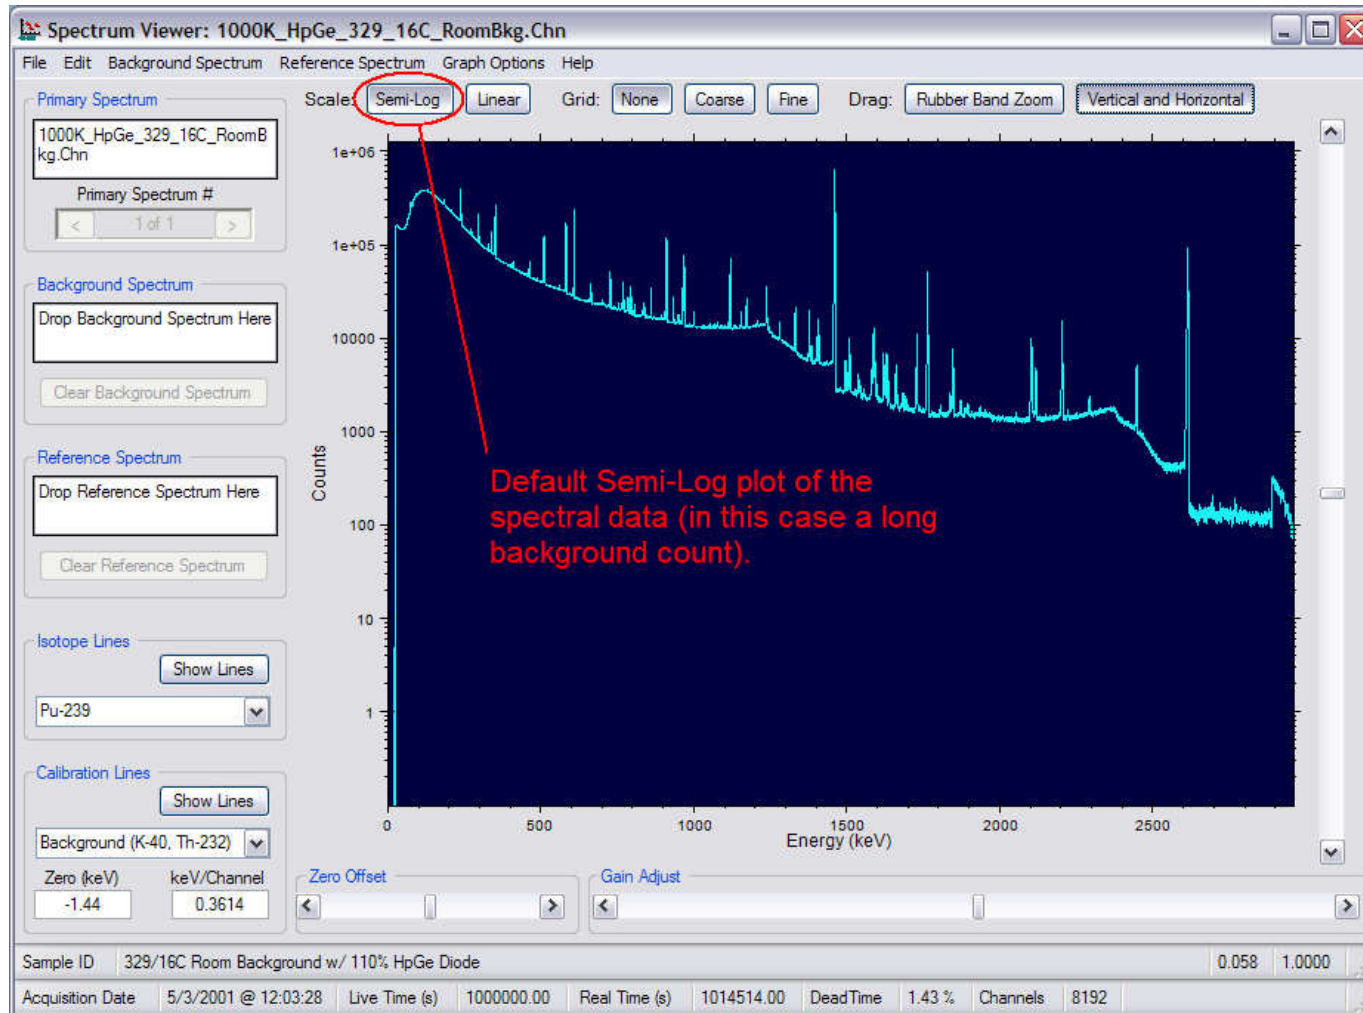 Spectrum Viewer: 1000K_HpGe_329_16C_RoomBkg.Chn
File Edit Background Spectrum Reference Spectrum Graph Options Help
Primary Spectrum
1000K_HpGe_329_16C_RoomB
kg.Chn
Primary Spectrum #
< 1 of 1 >
Background Spectrum
Drop Background Spectrum Here
Clear Background Spectrum
Reference Spectrum
Drop Reference Spectrum Here
Clear Reference Spectrum
Isotope Lines
Show Lines
Pu-239
Calibration Lines
Show Lines
Background (K-40, Th-232)
Zero (keV) keV/Channel
-1.44 0.3614
Scale: Semi-Log Linear Grid: None Coarse Fine Drag: Rubber Band Zoom Vertical and Horizontal
1e+06
1e+05
10000
1000
100
10
1
Counts
Default Semi-Log plot of the
spectral data (in this case a long
background count).
0 500 1000 1500 2000 2500
Energy (keV)
Zero Offset
Gain Adjust
Sample ID 329/16C Room Background w/ 110% HpGe Diode 0.058 1.0000
Acquisition Date 5/3/2001 @ 12:03:28 Live Time (s) 1000000.00 Real Time (s) 1014514.00 DeadTime 1.43 % Channels 8192